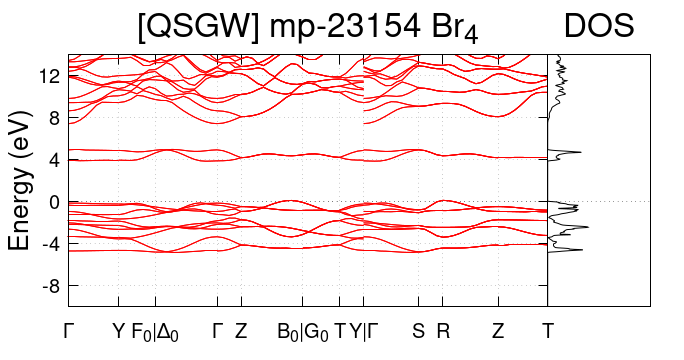 [QSGW] mp-23154 Br₄ DOS
Energy (eV)
12
8
4
0
-4
-8
Γ Y F₀|Δ₀ Γ Z B₀|G₀ T Y|Γ S R Z T